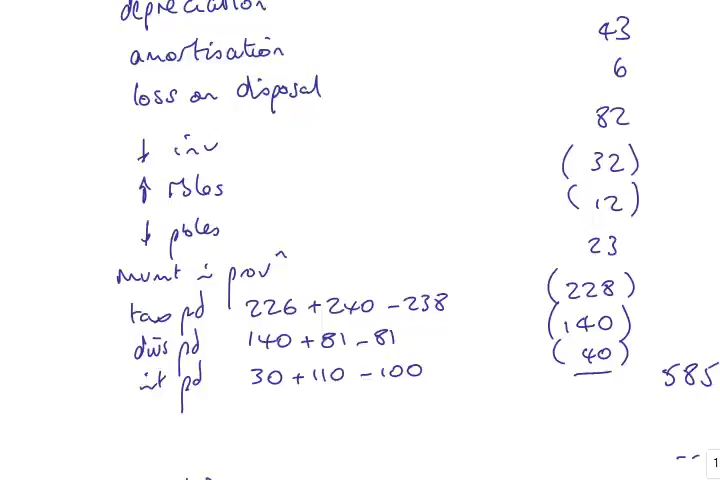 depreciation
amortisation 43
loss on disposal 6
↓ inv 82
↑ rbles (32)
↓ pbles (12)
mvmt in provⁿ 23
tax pd 226 + 240 - 238 (228)
divs pd 140 + 81 - 81 (140)
int pd 30 + 110 - 100 (40)
585
1